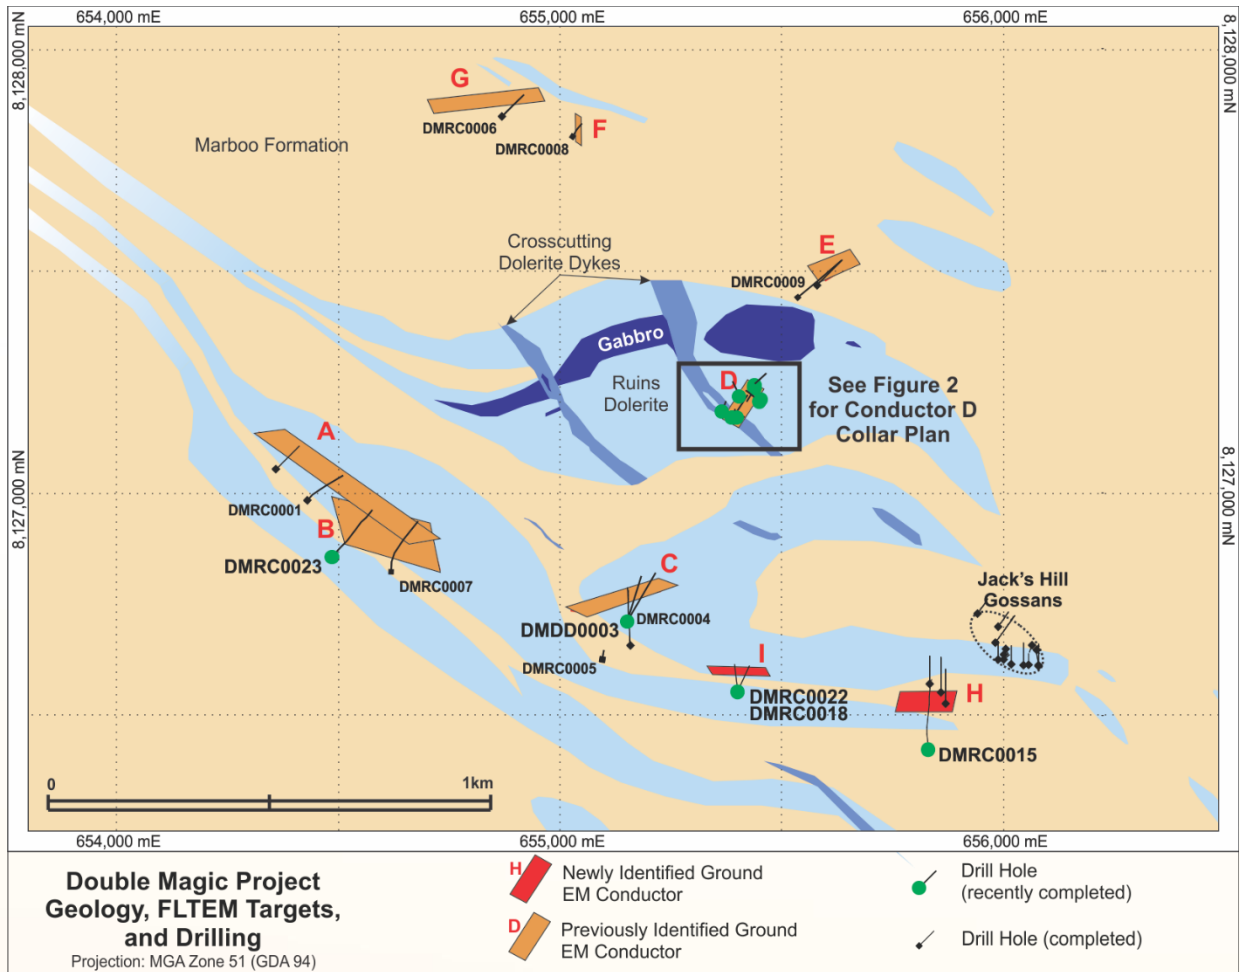 654,000 mE
655,000 mE
656,000 mE
8,128,000 mN
8,128,000 mN
G
DMRC0006
F
DMRC0008
Marboo Formation
Crosscutting
Dolerite Dykes
E
DMRC0009
Gabbro
Ruins
Dolerite
D
See Figure 2
for Conductor D
Collar Plan
A
8,127,000 mN
8,127,000 mN
DMRC0001
B
DMRC0023
DMRC0007
C
DMDD0003
DMRC0004
DMRC0005
Jack's Hill
Gossans
I
DMRC0022
DMRC0018
H
DMRC0015
0
1km
654,000 mE
655,000 mE
656,000 mE
Double Magic Project
Geology, FLTEM Targets,
and Drilling
Projection: MGA Zone 51 (GDA 94)
H
Newly Identified Ground
EM Conductor
D
Previously Identified Ground
EM Conductor
Drill Hole
(recently completed)
Drill Hole (completed)